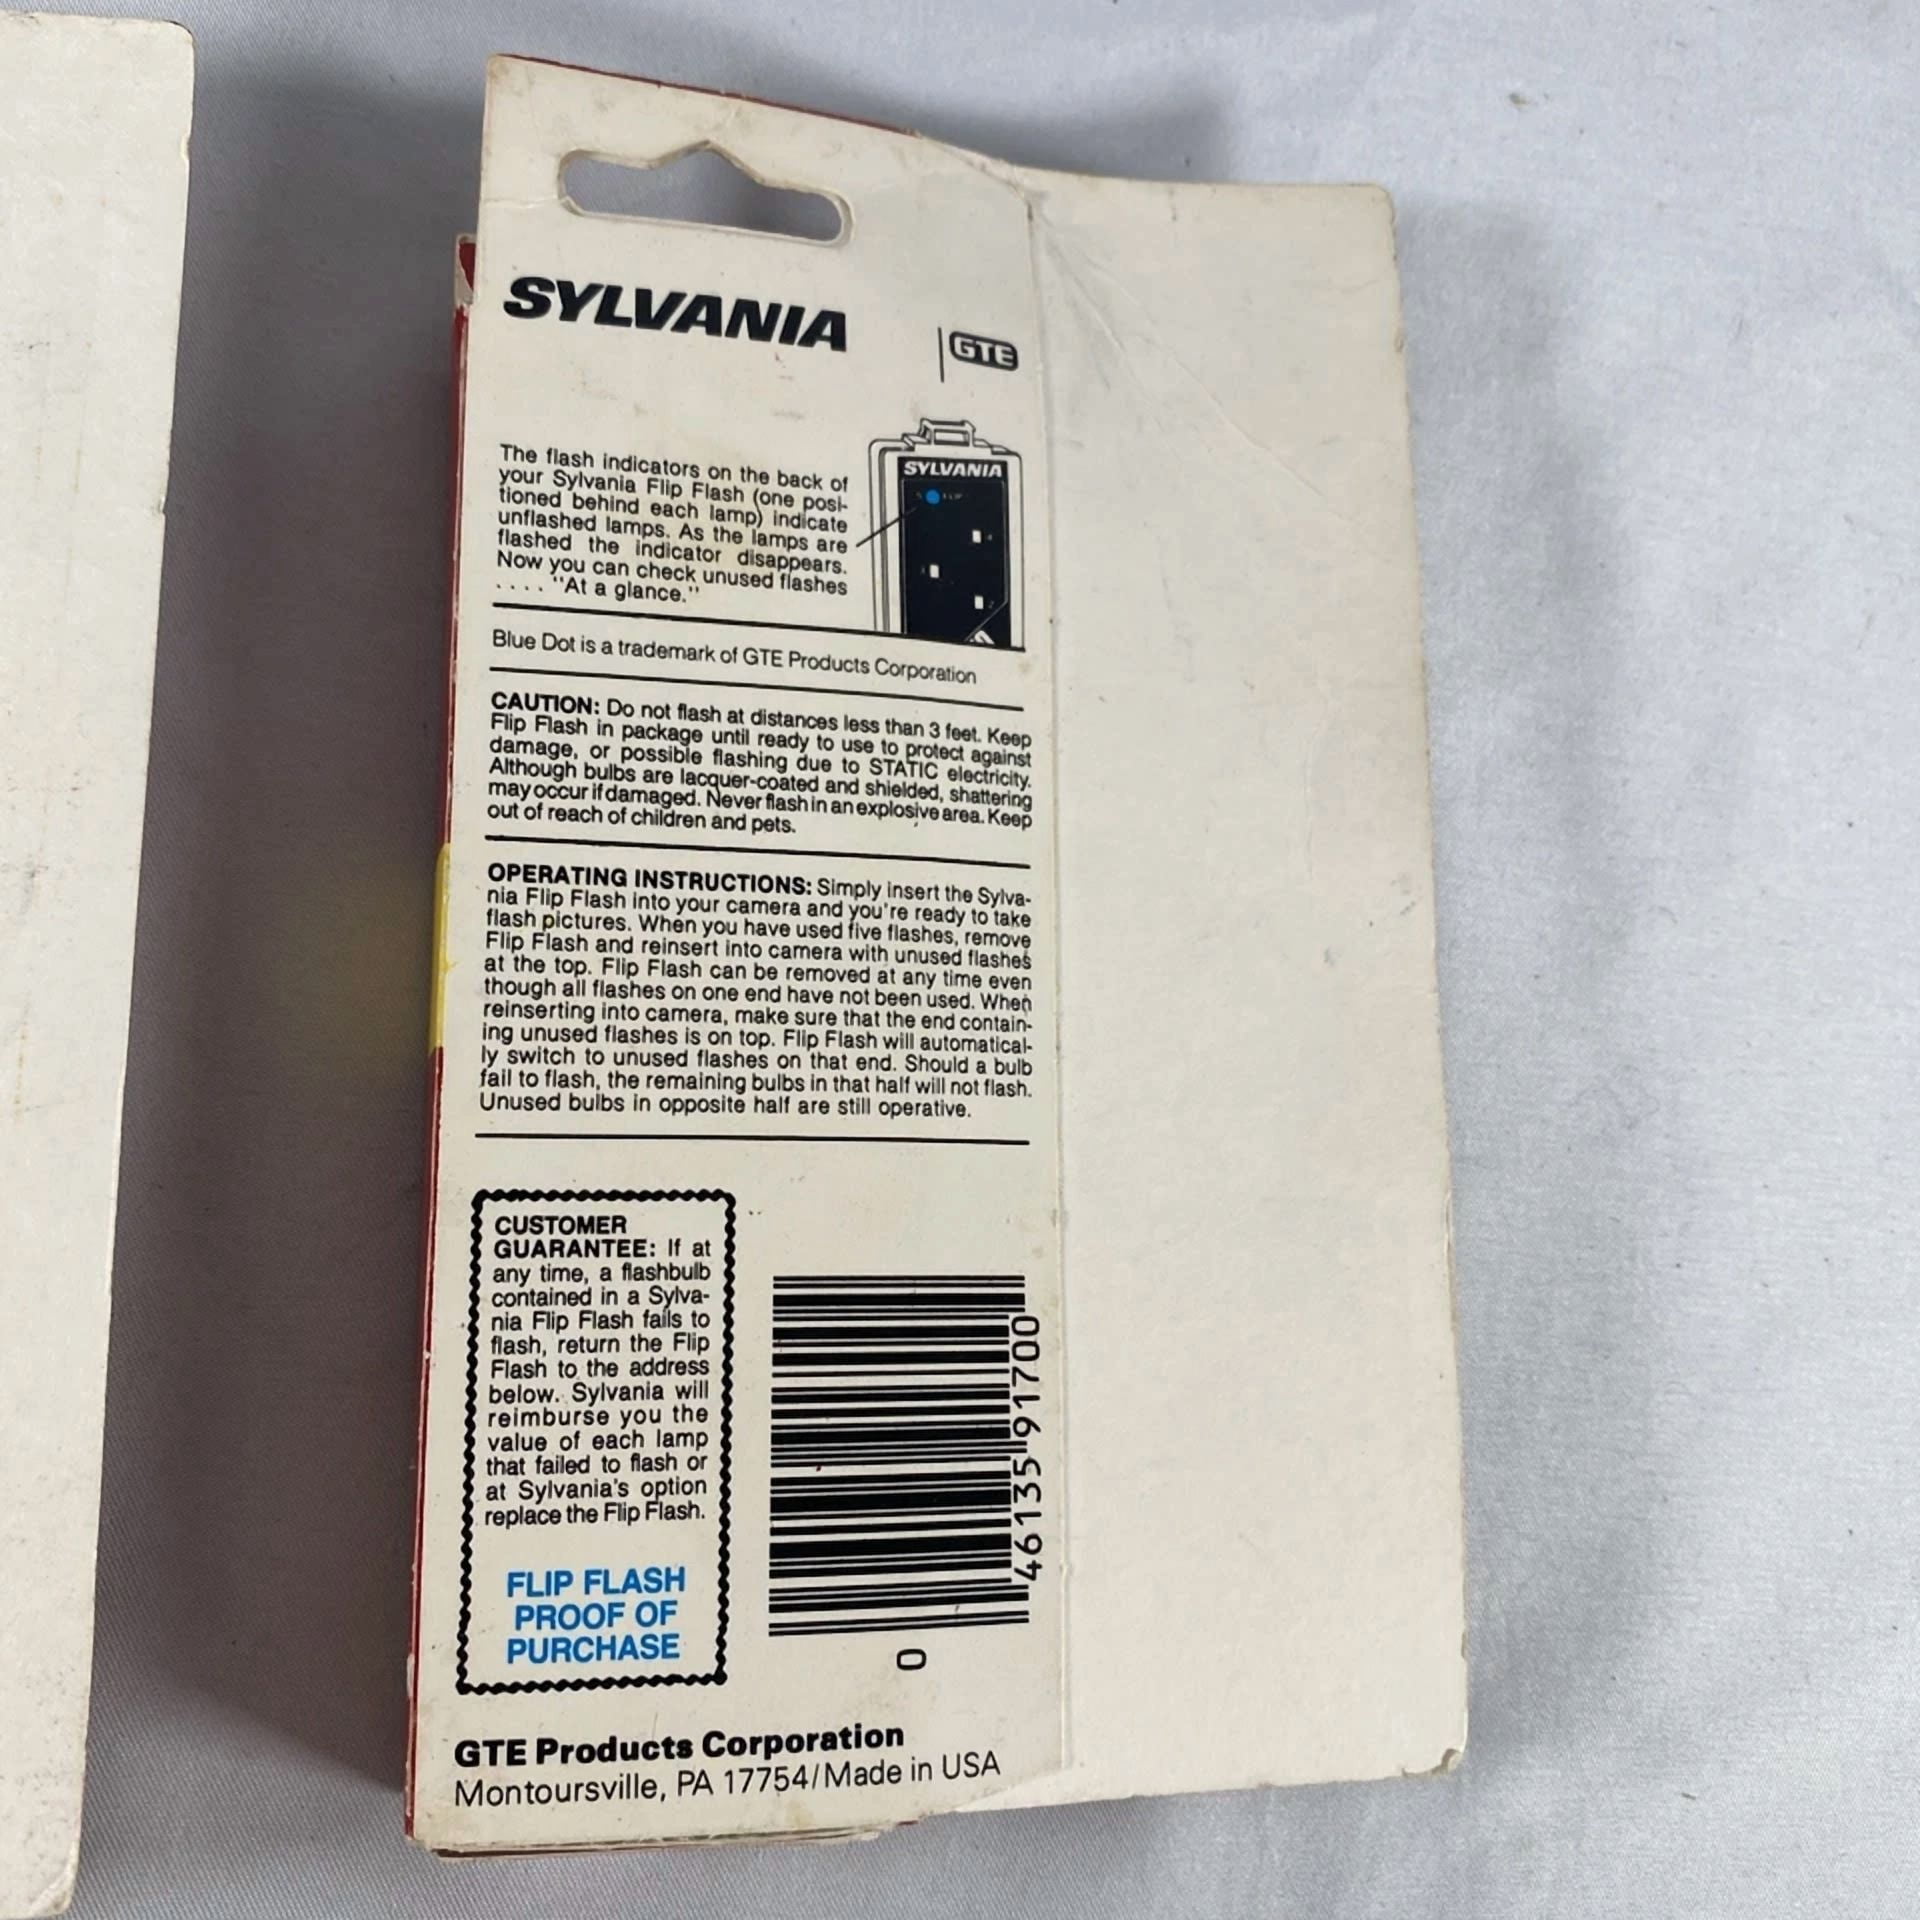 SYLVANIA
GTE
The flash indicators on the back of
your Sylvania Flip Flash (one posi-
tioned behind each lamp) indicate
unflashed lamps. As the lamps are
flashed the indicator disappears.
Now you can check unused flashes
. . . . "At a glance."
SYLVANIA
Blue Dot is a trademark of GTE Products Corporation
CAUTION: Do not flash at distances less than 3 feet. Keep
Flip Flash in package until ready to use to protect against
damage, or possible flashing due to STATIC electricity.
Although bulbs are lacquer-coated and shielded, shattering
may occur if damaged. Never flash in an explosive area. Keep
out of reach of children and pets.
OPERATING INSTRUCTIONS: Simply insert the Sylva-
nia Flip Flash into your camera and you're ready to take
flash pictures. When you have used five flashes, remove
Flip Flash and reinsert into camera with unused flashes
at the top. Flip Flash can be removed at any time even
though all flashes on one end have not been used. When
reinserting into camera, make sure that the end contain-
ing unused flashes is on top. Flip Flash will automatical-
ly switch to unused flashes on that end. Should a bulb
fail to flash, the remaining bulbs in that half will not flash.
Unused bulbs in opposite half are still operative.
CUSTOMER
GUARANTEE: If at
any time, a flashbulb
contained in a Sylva-
nia Flip Flash fails to
flash, return the Flip
Flash to the address
below. Sylvania will
reimburse you the
value of each lamp
that failed to flash or
at Sylvania's option
replace the Flip Flash.
FLIP FLASH
PROOF OF
PURCHASE
0 46135 91700
GTE Products Corporation
Montoursville, PA 17754/Made in USA